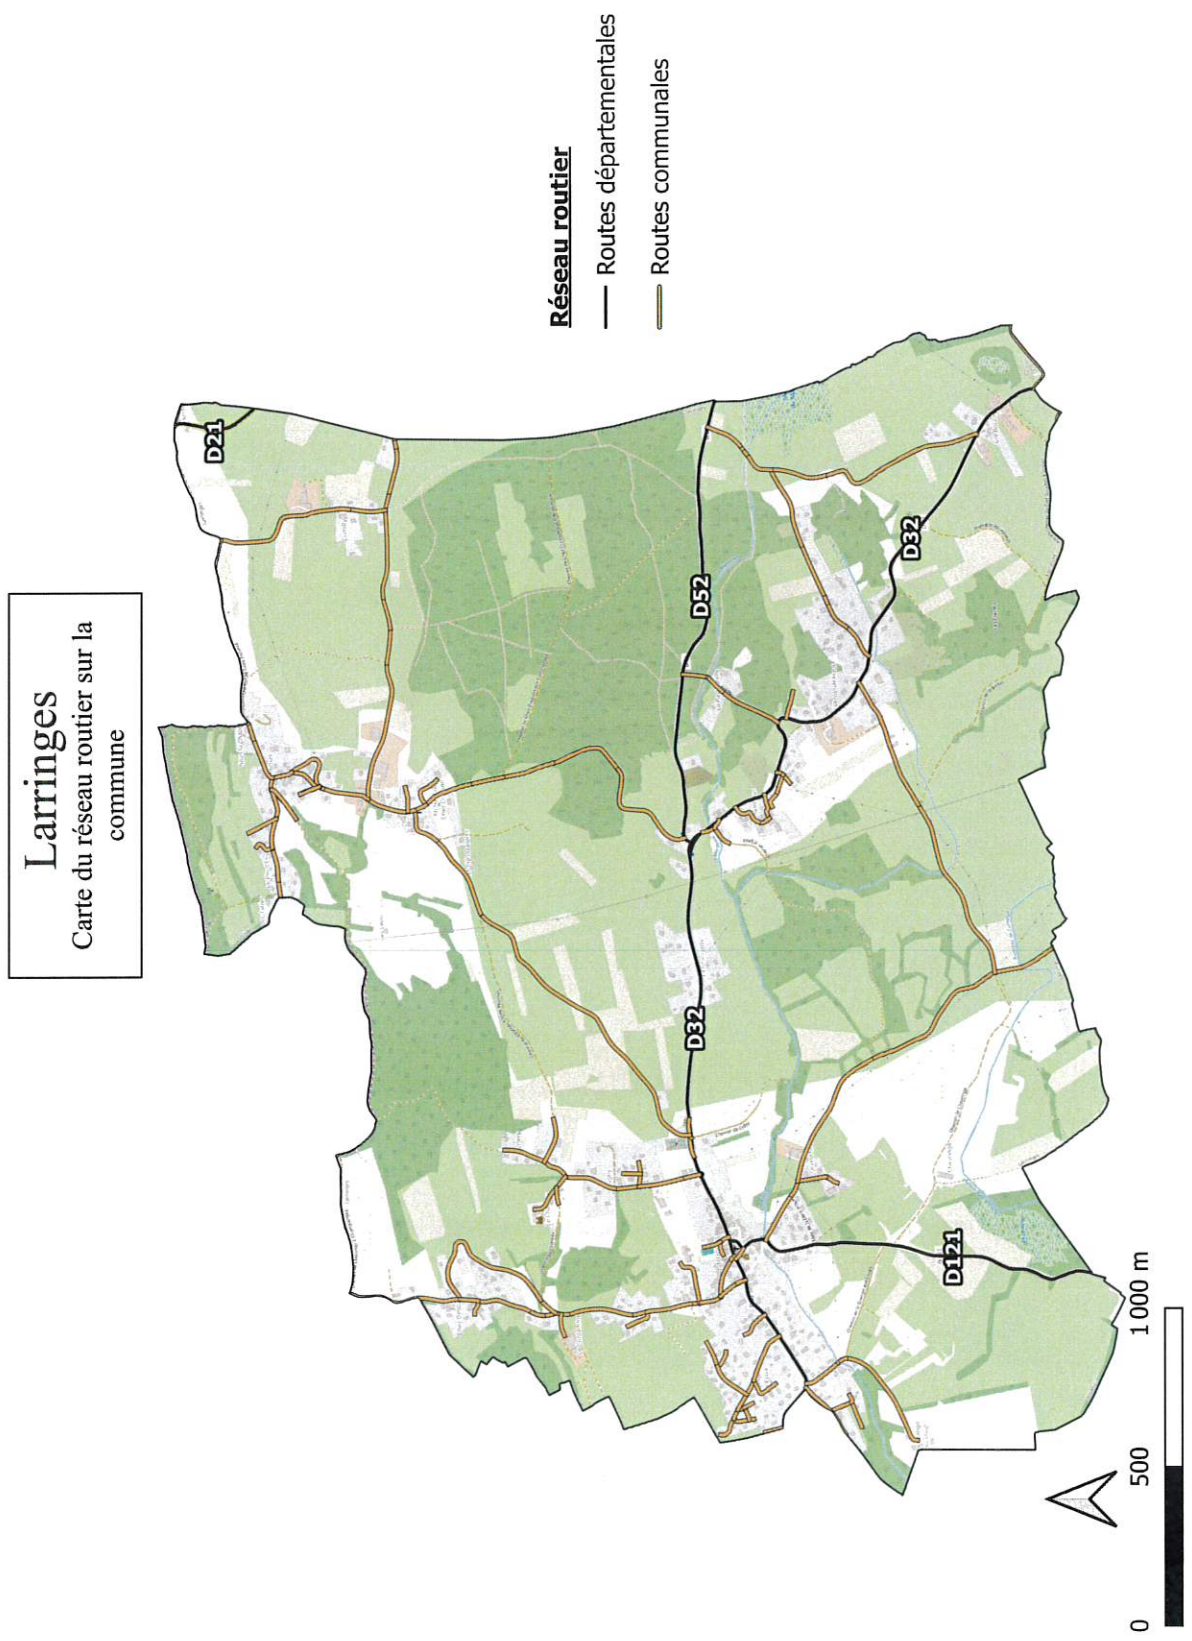 Larringes
Carte du réseau routier sur la
commune
Réseau routier
Routes départementales
Routes communales
D21
D52
D32
D32
D121
0
500
1000 m